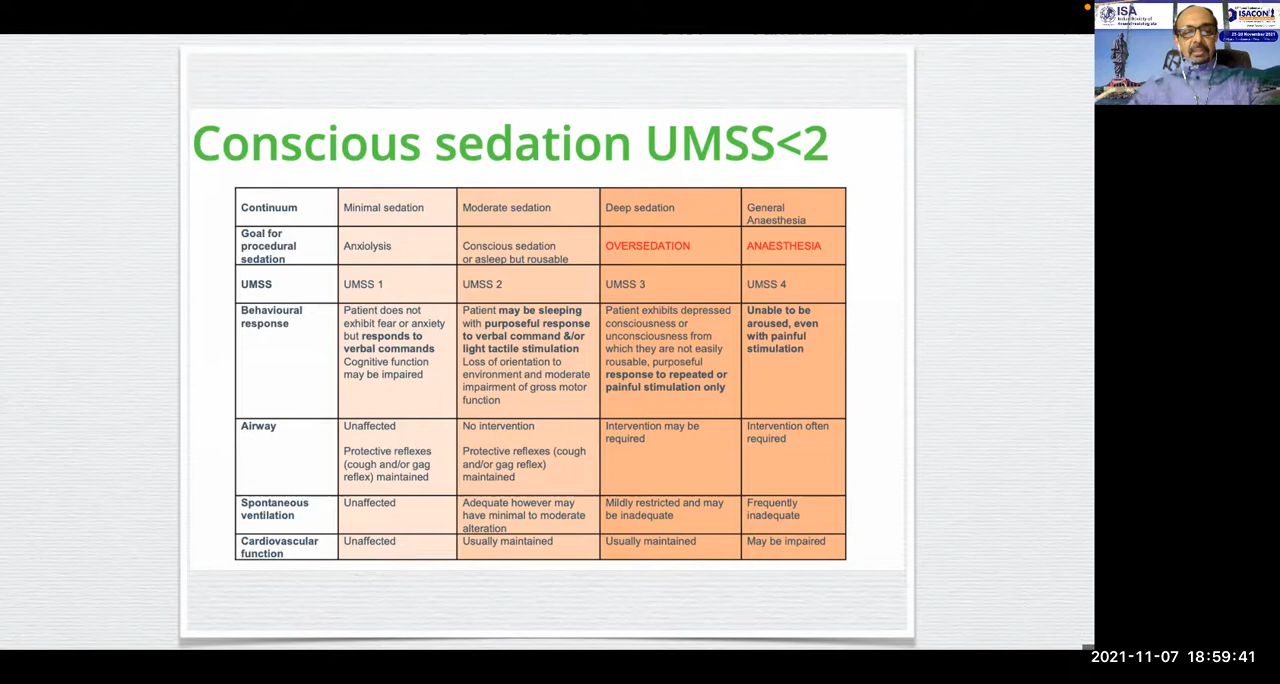 ISA
ISACON
25-28 November 2021
Conscious sedation UMSS<2
Continuum
Minimal sedation
Moderate sedation
Deep sedation
General
Anaesthesia
Goal for
procedural
sedation
Anxiolysis
Conscious sedation
or asleep but rousable
OVERSEDATION
ANAESTHESIA
UMSS
UMSS 1
UMSS 2
UMSS 3
UMSS 4
Behavioural
response
Patient does not
exhibit fear or anxiety
but responds to
verbal commands
Cognitive function
may be impaired
Patient may be sleeping
with purposeful response
to verbal command &/or
light tactile stimulation
Loss of orientation to
environment and moderate
impairment of gross motor
function
Patient exhibits depressed
consciousness or
unconsciousness from
which they are not easily
rousable, purposeful
response to repeated or
painful stimulation only
Unable to be
aroused, even
with painful
stimulation
Airway
Unaffected
Protective reflexes
(cough and/or gag
reflex) maintained
No intervention
Protective reflexes (cough
and/or gag reflex)
maintained
Intervention may be
required
Intervention often
required
Spontaneous
ventilation
Unaffected
Adequate however may
have minimal to moderate
alteration
Mildly restricted and may
be inadequate
Frequently
inadequate
Cardiovascular
function
Unaffected
Usually maintained
Usually maintained
May be impaired
2021-11-07 18:59:41